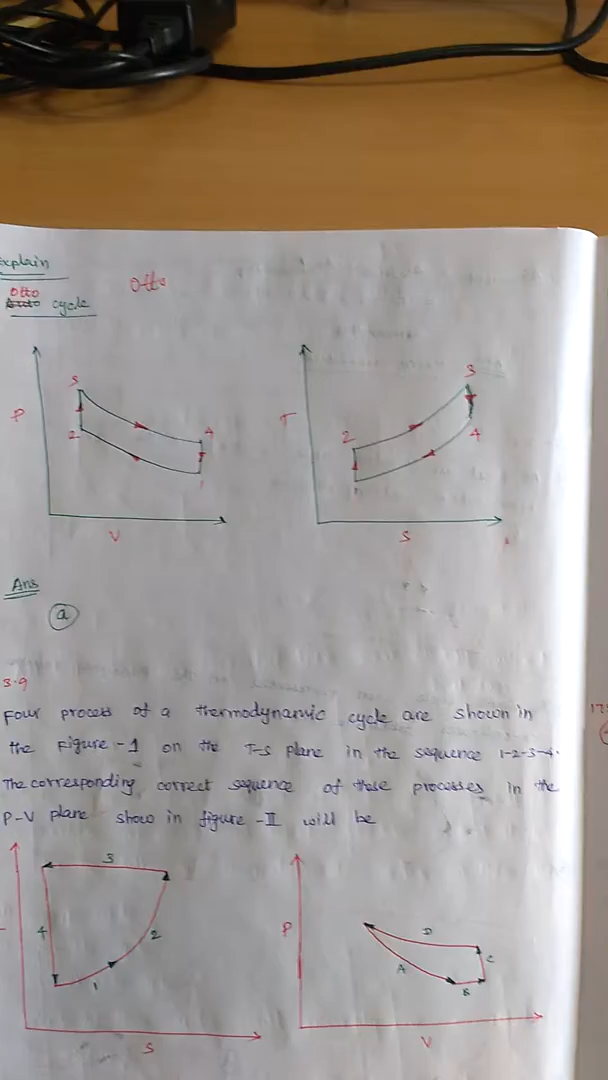 Explain
Otto
Otto cycle
P
3
2
4
1
V
T
3
2
4
1
S
Ans
a
3.9
Four process of a thermodynamic cycle are shown in
the Figure-1 on the T-S plane in the sequence 1-2-3-4.
The corresponding correct sequence of these processes in the
P-V plane show in figure-II will be
3
4
2
1
S
P
D
A
C
B
V